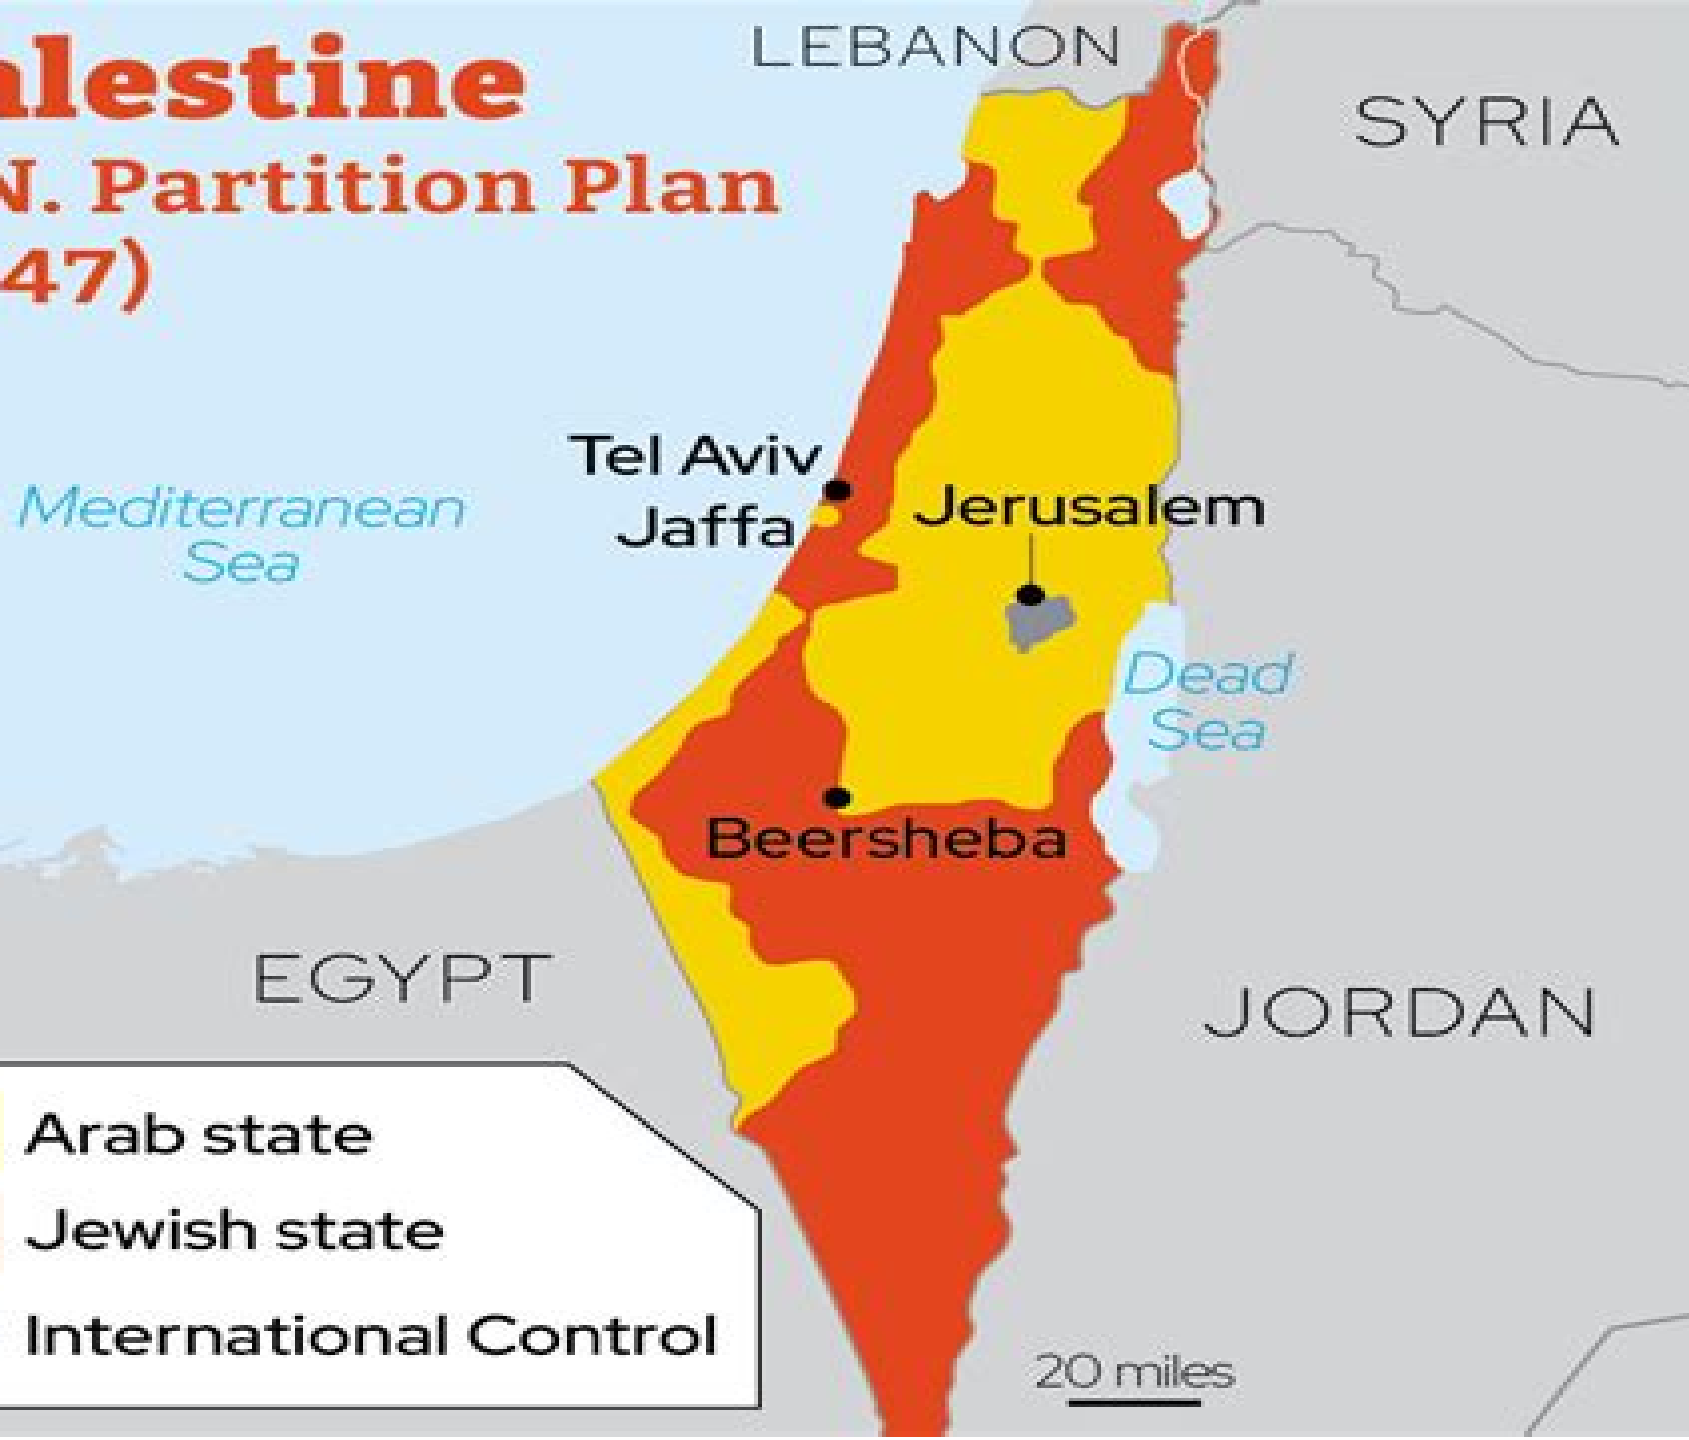 alestine
N. Partition Plan
47)
LEBANON
SYRIA
Tel Aviv
Jaffa
Jerusalem
Mediterranean
Sea
Dead
Sea
Beersheba
EGYPT
JORDAN
Arab state
Jewish state
International Control
20 miles